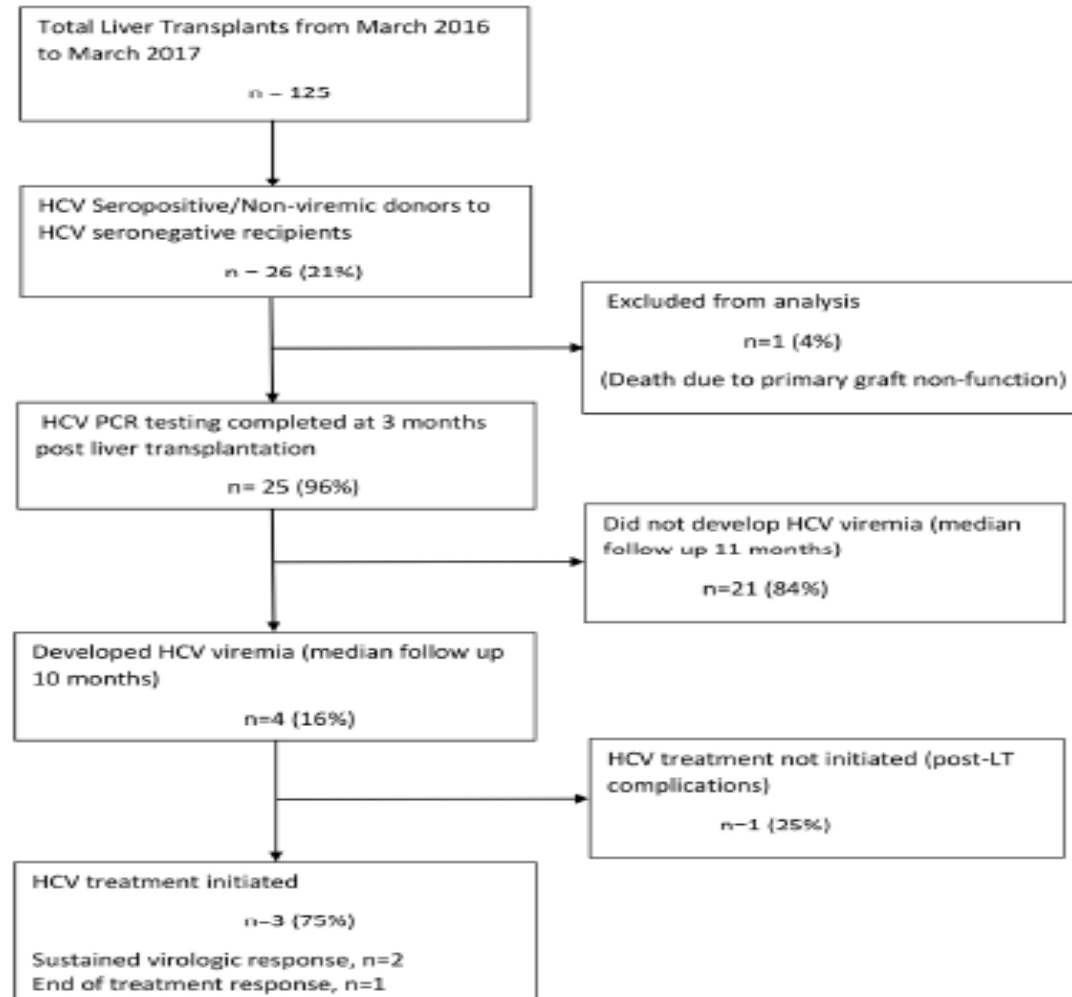 Total Liver Transplants from March 2016
to March 2017
n – 125
HCV Seropositive/Non-viremic donors to
HCV seronegative recipients
n – 26 (21%)
Excluded from analysis
n=1 (4%)
(Death due to primary graft non-function)
HCV PCR testing completed at 3 months
post liver transplantation
n= 25 (96%)
Did not develop HCV viremia (median
follow up 11 months)
n=21 (84%)
Developed HCV viremia (median follow up
10 months)
n=4 (16%)
HCV treatment not initiated (post-LT
complications)
n–1 (25%)
HCV treatment initiated
n–3 (75%)
Sustained virologic response, n=2
End of treatment response, n=1